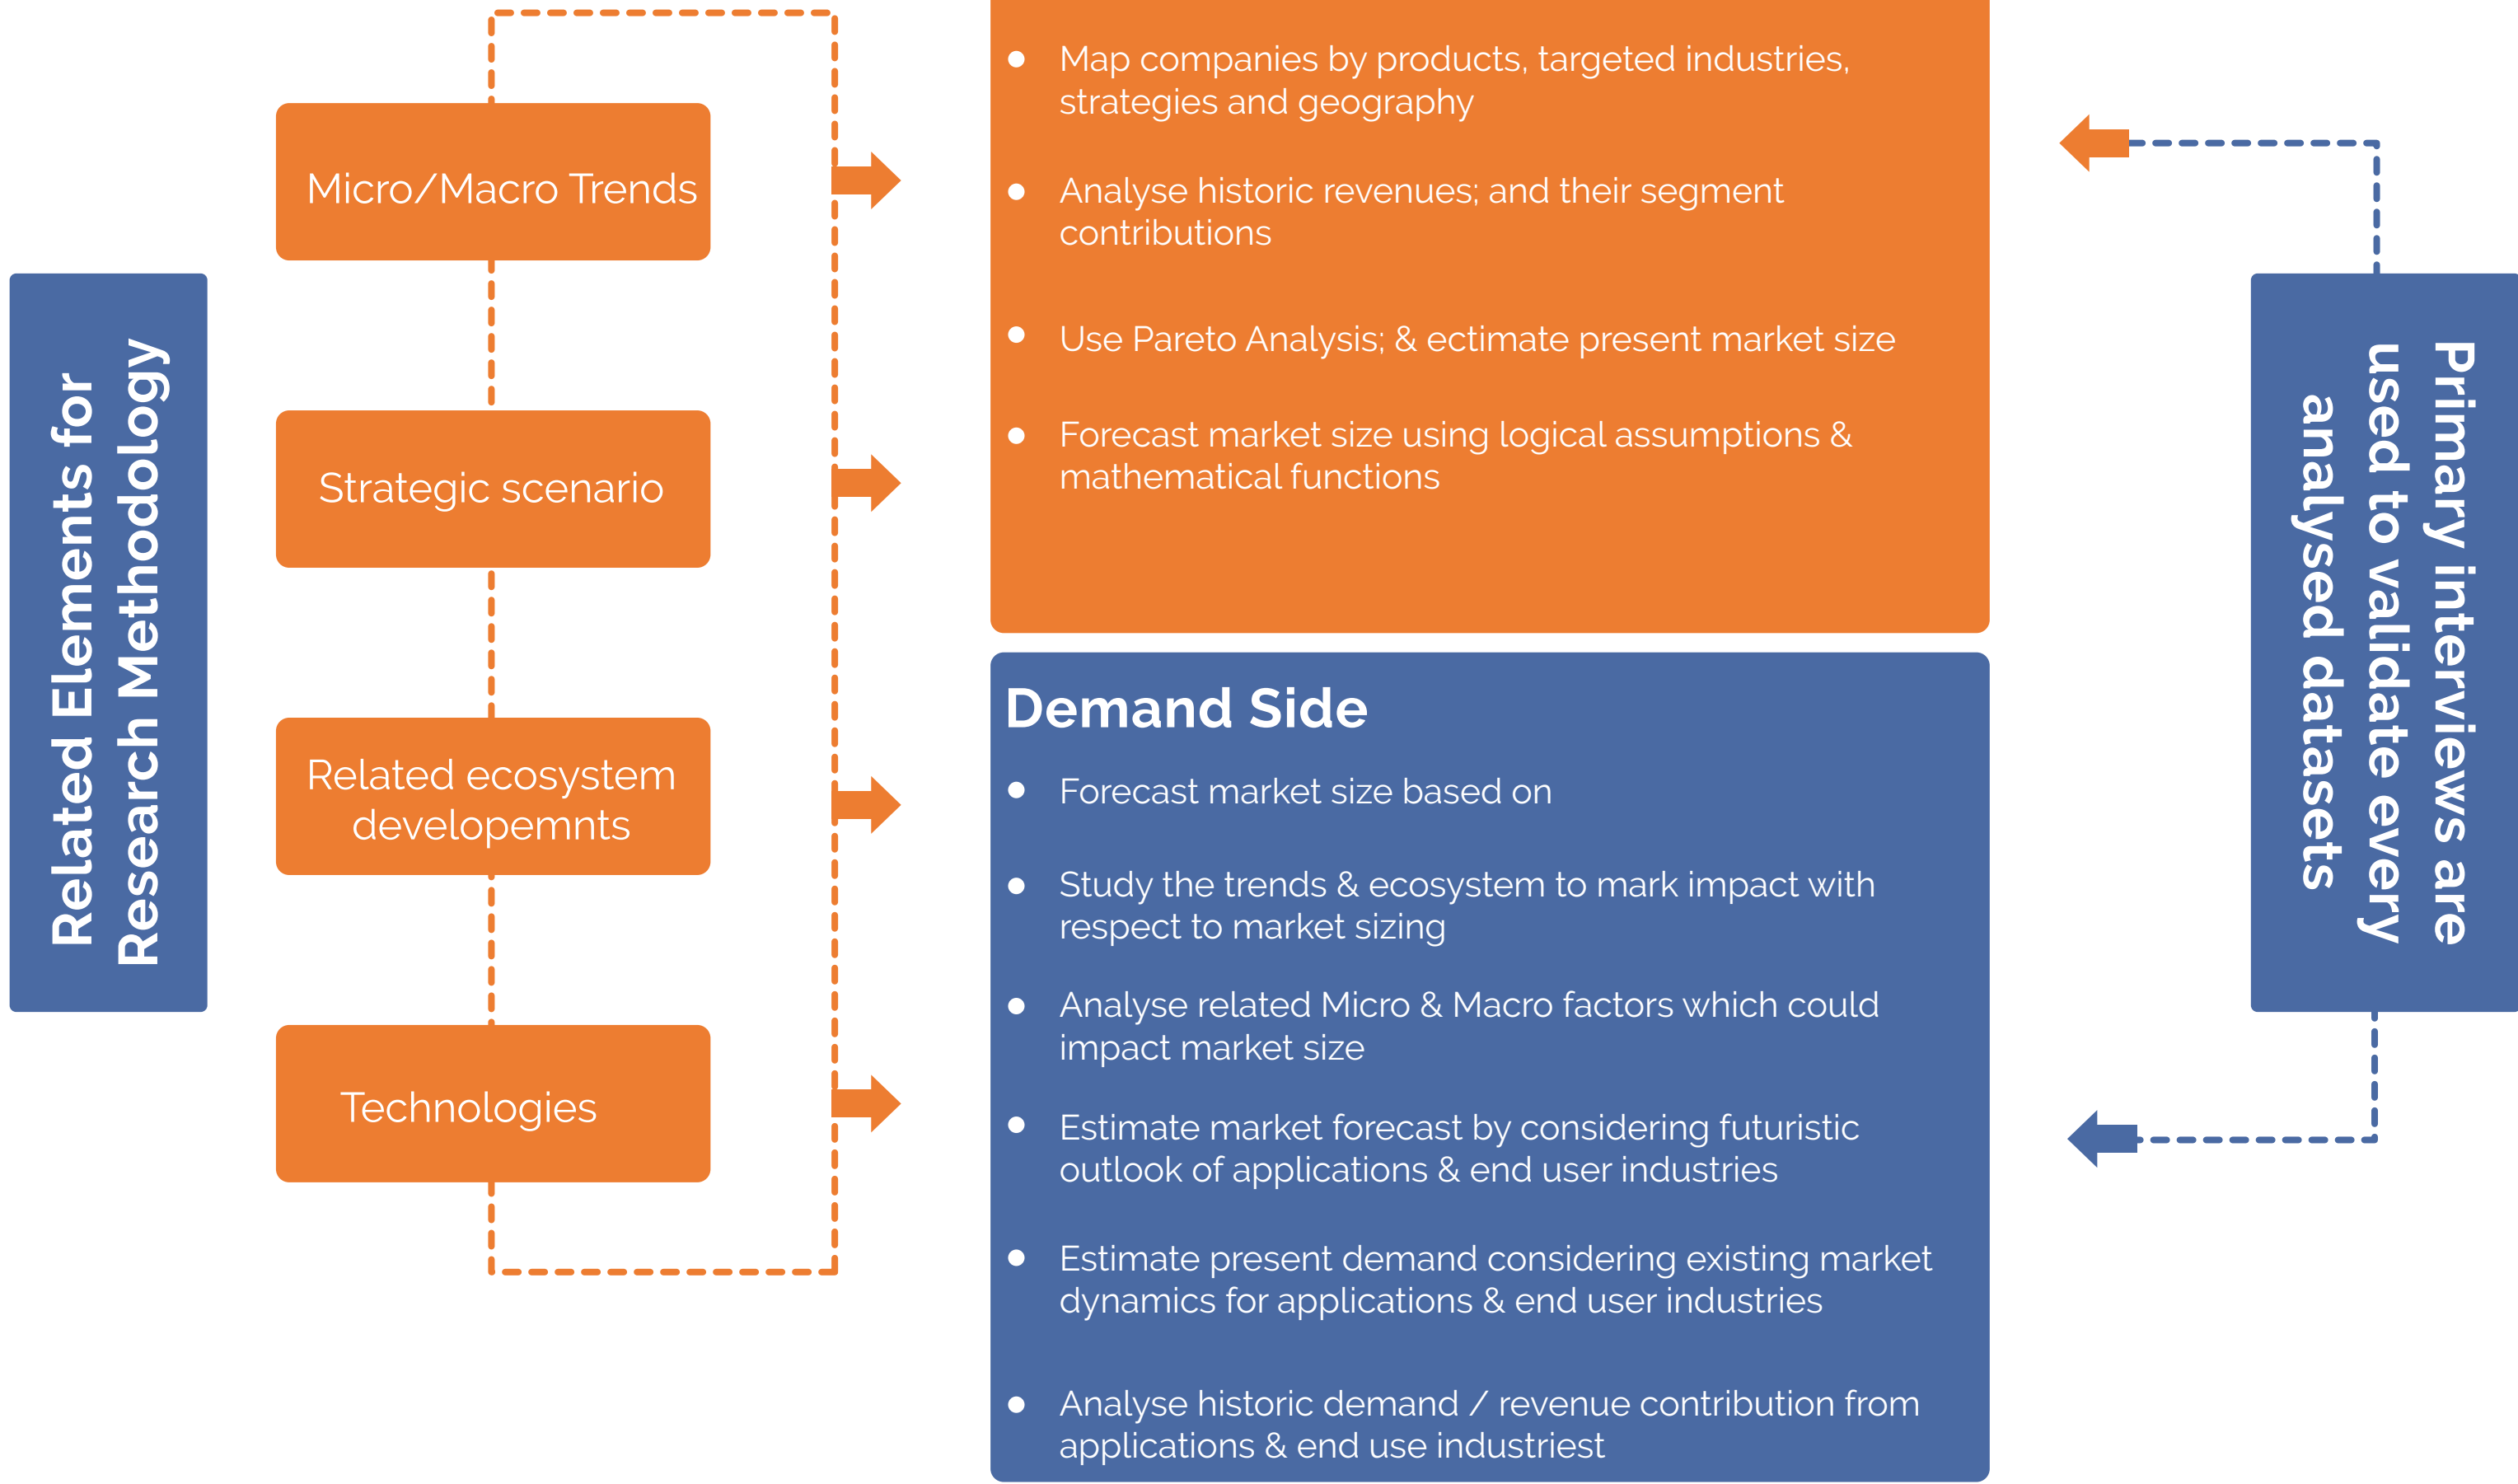 Related Elements for
Research Methodology
Micro/Macro Trends
Strategic scenario
Related ecosystem
developemnts
Technologies
Map companies by products, targeted industries,
strategies and geography
Analyse historic revenues; and their segment
contributions
Use Pareto Analysis; & ectimate present market size
Forecast market size using logical assumptions &
mathematical functions
Demand Side
Forecast market size based on
Study the trends & ecosystem to mark impact with
respect to market sizing
Analyse related Micro & Macro factors which could
impact market size
Estimate market forecast by considering futuristic
outlook of applications & end user industries
Estimate present demand considering existing market
dynamics for applications & end user industries
Analyse historic demand / revenue contribution from
applications & end use industriest
Primary interviews are
used to validate every
analysed datasets